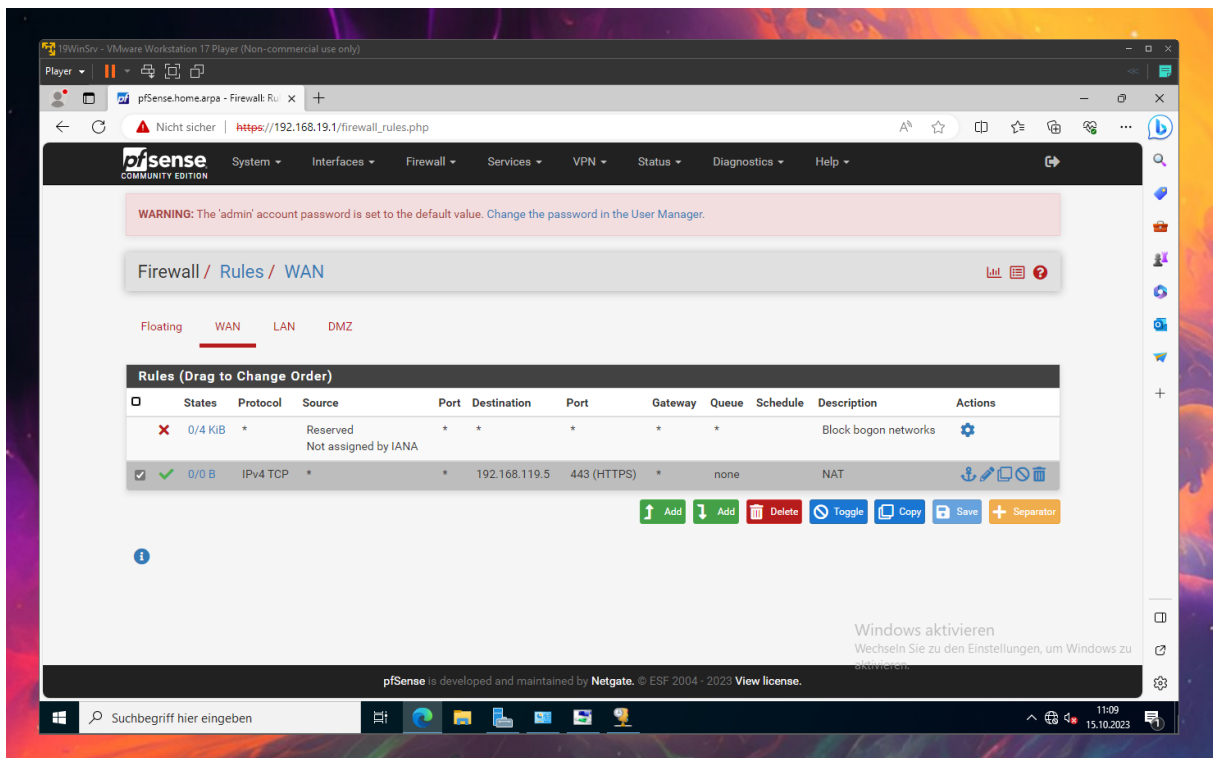 19WinSrv - VMware Workstation 17 Player (Non-commercial use only)
Player
pfSense.home.arpa - Firewall: Rul
Nicht sicher https://192.168.19.1/firewall_rules.php
pfsense COMMUNITY EDITION System Interfaces Firewall Services VPN Status Diagnostics Help
WARNING: The 'admin' account password is set to the default value. Change the password in the User Manager.
Firewall / Rules / WAN
Floating WAN LAN DMZ
Rules (Drag to Change Order)
States Protocol Source Port Destination Port Gateway Queue Schedule Description Actions
0/4 KiB * Reserved * * * * * Block bogon networks
Not assigned by IANA
0/0 B IPv4 TCP * * 192.168.119.5 443 (HTTPS) * none NAT
Add Add Delete Toggle Copy Save Separator
Windows aktivieren
Wechseln Sie zu den Einstellungen, um Windows zu
aktivieren.
pfSense is developed and maintained by Netgate. © ESF 2004 - 2023 View license.
Suchbegriff hier eingeben
11:09
15.10.2023